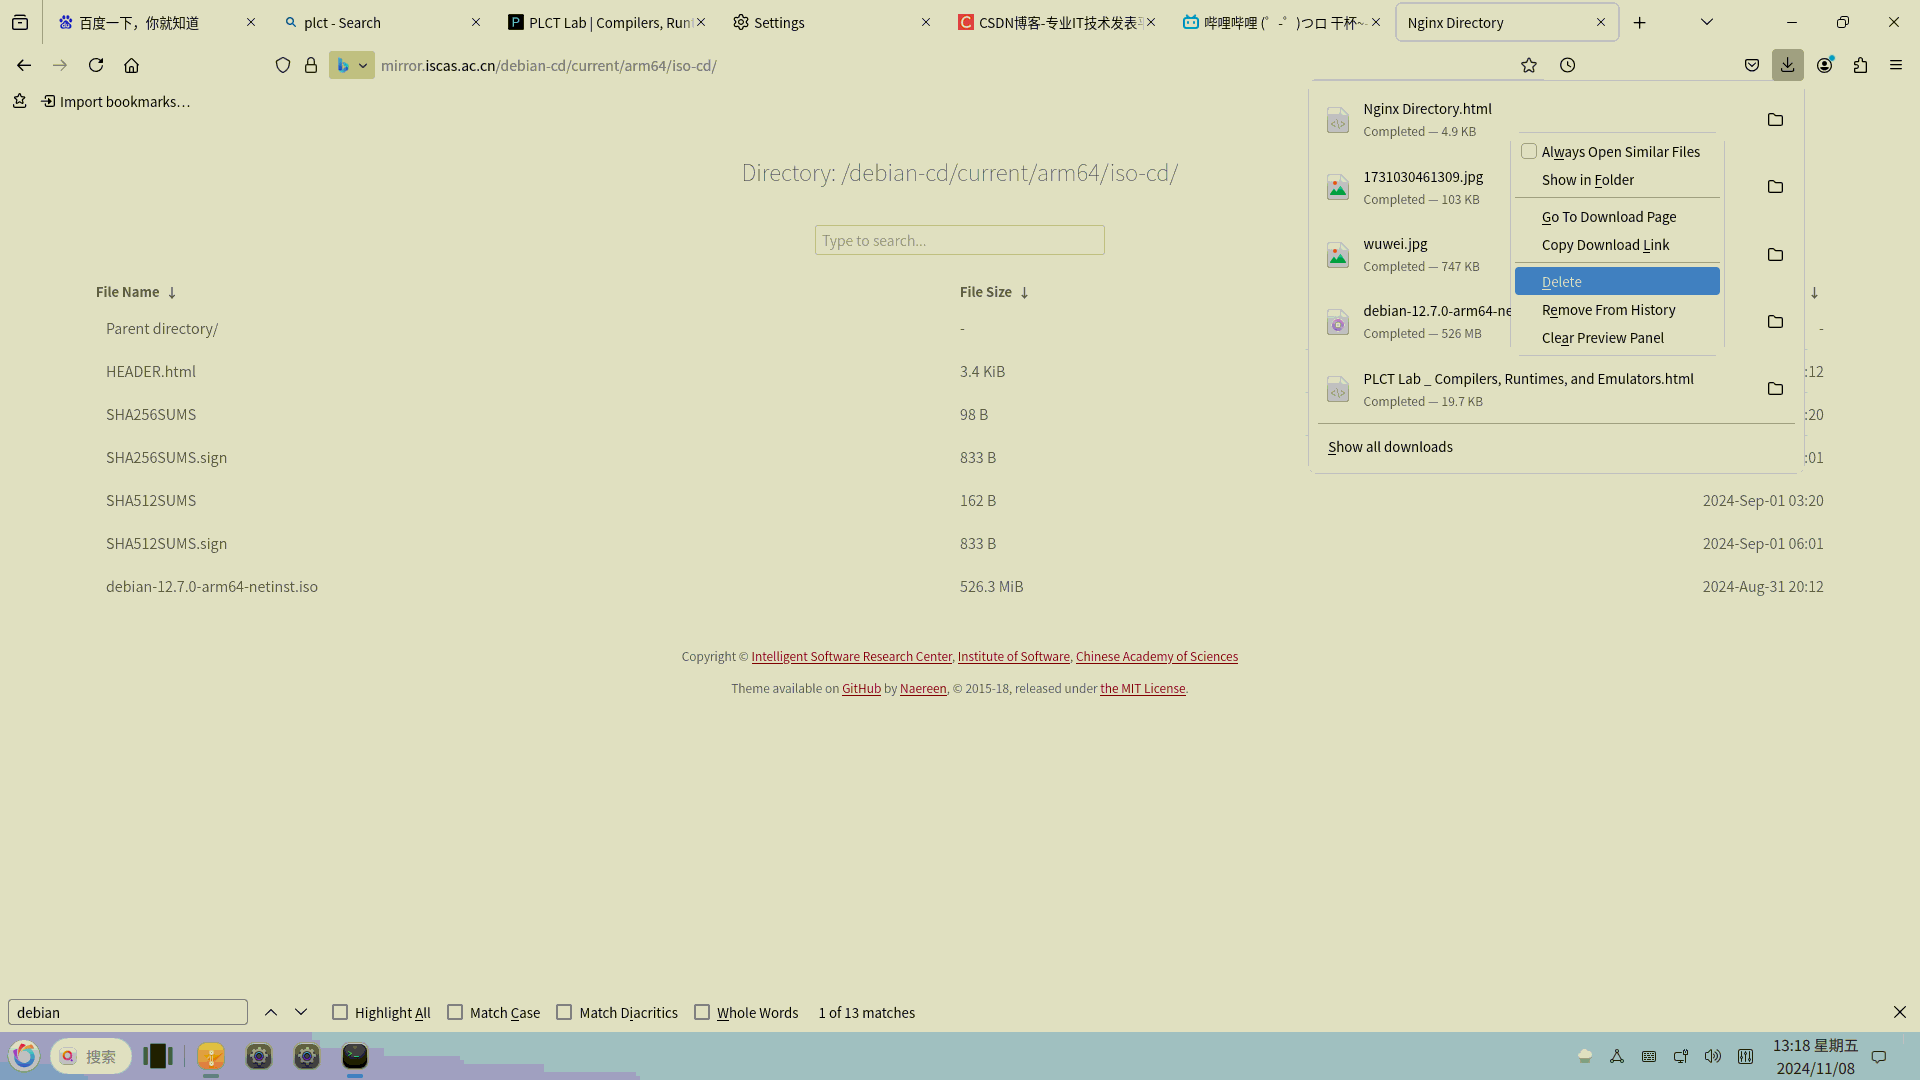 百度一下，你就知道
plct - Search
PLCT Lab | Compilers, Run
Settings
CSDN博客-专业IT技术发表
哔哩哔哩 (゜-゜)つロ 干杯~-
Nginx Directory
mirror.iscas.ac.cn/debian-cd/current/arm64/iso-cd/
Import bookmarks…
Nginx Directory.html
Completed — 4.9 KB
1731030461309.jpg
Completed — 103 KB
wuwei.jpg
Completed — 747 KB
debian-12.7.0-arm64-ne
Completed — 526 MB
PLCT Lab _ Compilers, Runtimes, and Emulators.html
Completed — 19.7 KB
Show all downloads
Always Open Similar Files
Show in Folder
Go To Download Page
Copy Download Link
Delete
Remove From History
Clear Preview Panel
Directory: /debian-cd/current/arm64/iso-cd/
Type to search...
File Name ↓ File Size ↓ ↓
Parent directory/ - -
HEADER.html 3.4 KiB :12
SHA256SUMS 98 B :20
SHA256SUMS.sign 833 B :01
SHA512SUMS 162 B 2024-Sep-01 03:20
SHA512SUMS.sign 833 B 2024-Sep-01 06:01
debian-12.7.0-arm64-netinst.iso 526.3 MiB 2024-Aug-31 20:12
Copyright © Intelligent Software Research Center, Institute of Software, Chinese Academy of Sciences
Theme available on GitHub by Naereen, © 2015-18, released under the MIT License.
debian
Highlight All
Match Case
Match Diacritics
Whole Words
1 of 13 matches
搜索
13:18 星期五
2024/11/08